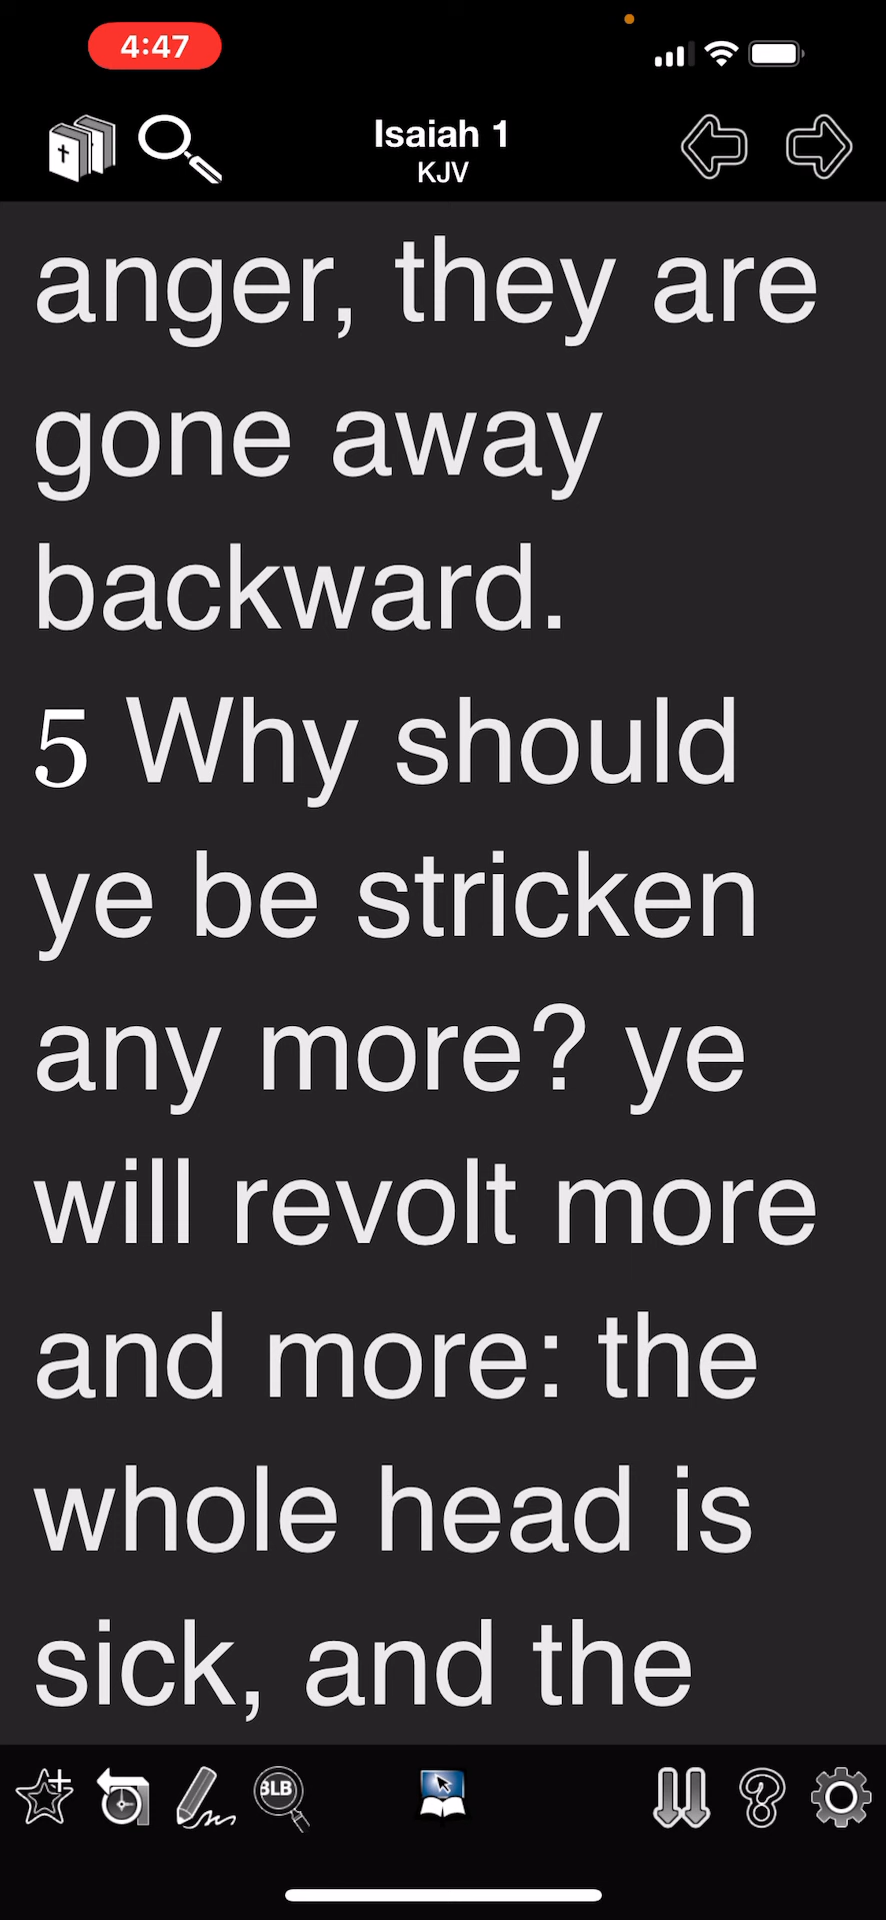 4:47
Isaiah 1
KJV
anger, they are
gone away
backward.
5 Why should
ye be stricken
any more? ye
will revolt more
and more: the
whole head is
sick, and the
BLB